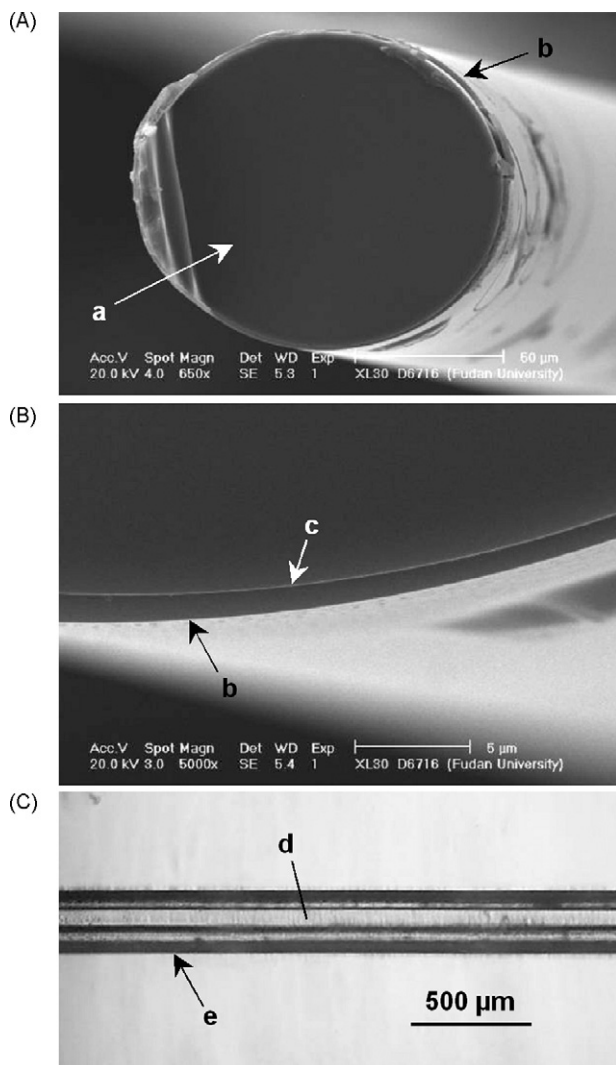 (A)
b
a
Acc.V Spot Magn Det WD Exp 50 µm
20.0 kV 4.0 650x SE 5.3 1 XL30 D6716 (Fudan University)
(B)
c
b
Acc.V Spot Magn Det WD Exp 5 µm
20.0 kV 3.0 5000x SE 5.4 1 XL30 D6716 (Fudan University)
(C)
d
e
500 µm